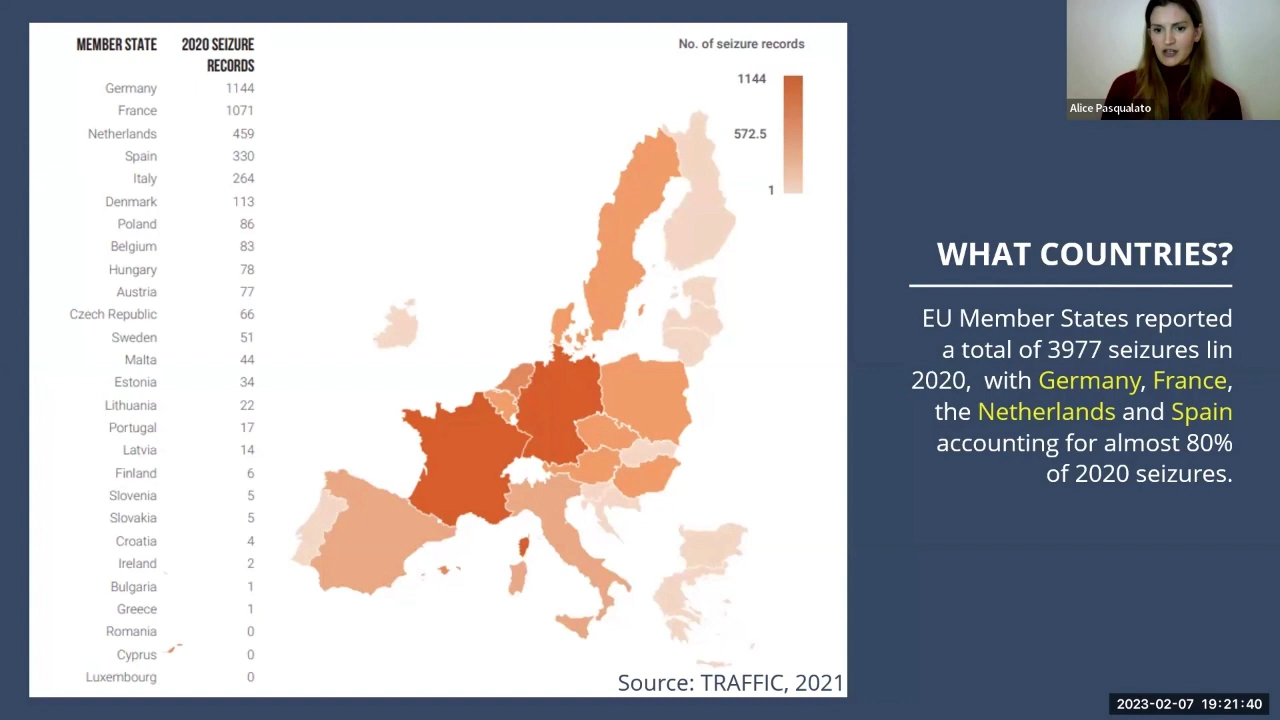 MEMBER STATE 2020 SEIZURE
RECORDS
Germany 1144
France 1071
Netherlands 459
Spain 330
Italy 264
Denmark 113
Poland 86
Belgium 83
Hungary 78
Austria 77
Czech Republic 66
Sweden 51
Malta 44
Estonia 34
Lithuania 22
Portugal 17
Latvia 14
Finland 6
Slovenia 5
Slovakia 5
Croatia 4
Ireland 2
Bulgaria 1
Greece 1
Romania 0
Cyprus 0
Luxembourg 0
No. of seizure records
1144
572.5
1
Source: TRAFFIC, 2021
Alice Pasqualato
WHAT COUNTRIES?
EU Member States reported
a total of 3977 seizures lin
2020, with Germany, France,
the Netherlands and Spain
accounting for almost 80%
of 2020 seizures.
2023-02-07 19:21:40